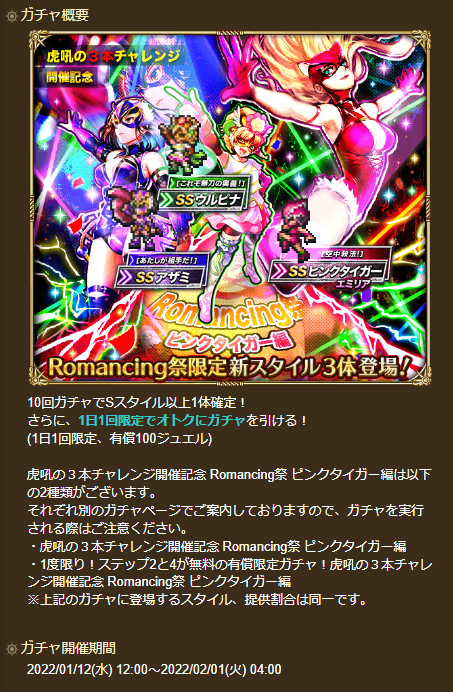 ガチャ概要
虎吼の3本チャレンジ
開催記念
[これぞ無刀の奥義!]
SSウルピナ
[あたしが相手だ!]
SSアザミ
[空中殺法!]
SSピンクタイガー
エミリア
Romancing祭
ピンクタイガー編
Romancing祭限定新スタイル3体登場!
10回ガチャでSスタイル以上1体確定！
さらに、1日1回限定でオトクにガチャを引ける！
(1日1回限定、有償100ジュエル)
虎吼の３本チャレンジ開催記念 Romancing祭 ピンクタイガー編は以下
の2種類がございます。
それぞれ別のガチャページでご案内しておりますので、ガチャを実行
される際はご注意ください。
・虎吼の３本チャレンジ開催記念 Romancing祭 ピンクタイガー編
・1度限り！ステップ2と4が無料の有償限定ガチャ！虎吼の３本チャレ
ンジ開催記念 Romancing祭 ピンクタイガー編
※上記のガチャに登場するスタイル、提供割合は同一です。
ガチャ開催期間
2022/01/12(水) 12:00～2022/02/01(火) 04:00